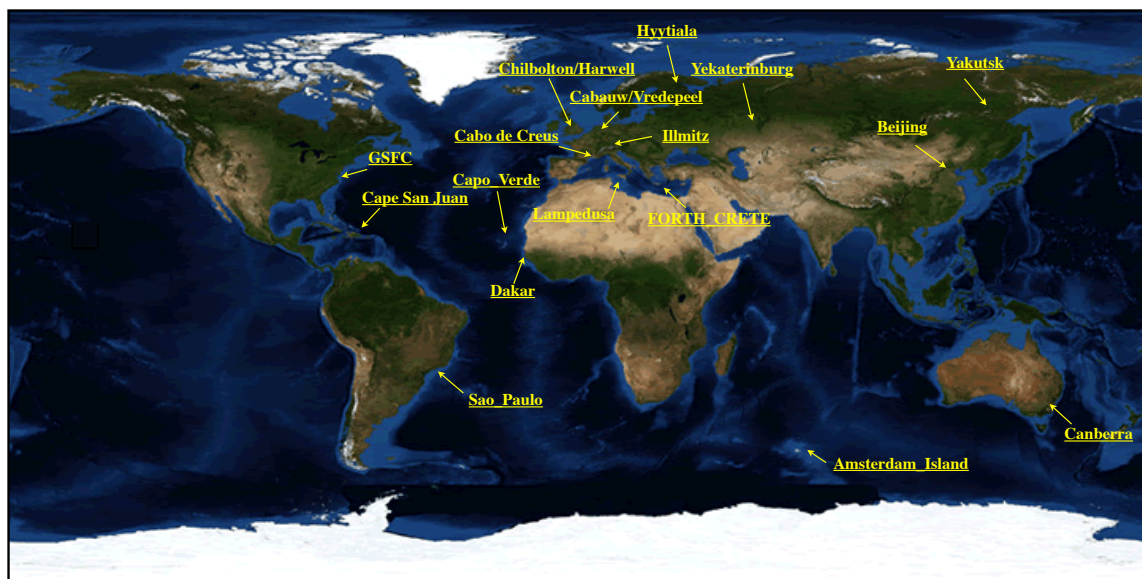 Hyytiala
Chilbolton/Harwell
Yekaterinburg
Yakutsk
Cabauw/Vredepeel
Cabo de Creus
Illmitz
Beijing
GSFC
Capo_Verde
Cape San Juan
Lampedusa
FORTH_CRETE
Dakar
Sao_Paulo
Canberra
Amsterdam_Island